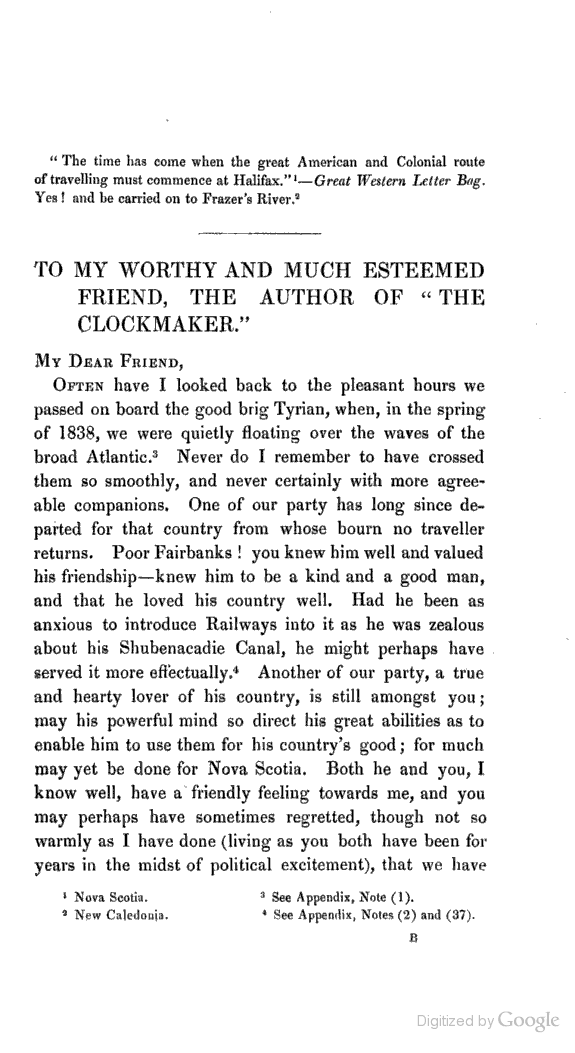 “ The time has come when the great American and Colonial route
of travelling must commence at Halifax.” ¹—Great Western Letter Bag.
Yes ! and be carried on to Frazer's River.²
TO MY WORTHY AND MUCH ESTEEMED
FRIEND, THE AUTHOR OF “ THE
CLOCKMAKER.”
MY DEAR FRIEND,
OFTEN have I looked back to the pleasant hours we
passed on board the good brig Tyrian, when, in the spring
of 1838, we were quietly floating over the waves of the
broad Atlantic.³ Never do I remember to have crossed
them so smoothly, and never certainly with more agree-
able companions. One of our party has long since de-
parted for that country from whose bourn no traveller
returns. Poor Fairbanks ! you knew him well and valued
his friendship—knew him to be a kind and a good man,
and that he loved his country well. Had he been as
anxious to introduce Railways into it as he was zealous
about his Shubenacadie Canal, he might perhaps have
served it more effectually.⁴ Another of our party, a true
and hearty lover of his country, is still amongst you ;
may his powerful mind so direct his great abilities as to
enable him to use them for his country's good ; for much
may yet be done for Nova Scotia. Both he and you, I
know well, have a friendly feeling towards me, and you
may perhaps have sometimes regretted, though not so
warmly as I have done (living as you both have been for
years in the midst of political excitement), that we have
¹ Nova Scotia. ³ See Appendix, Note (1).
² New Caledonia. ⁴ See Appendix, Notes (2) and (37).
B
Digitized by Google